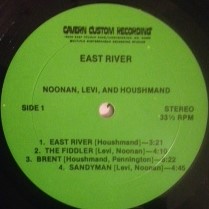 CAVERN CUSTOM RECORDING
EAST RIVER
NOONAN, LEVI, AND HOUSHMAND
SIDE 1
STEREO
33⅓ RPM
1. EAST RIVER [Houshmand]—3:21
2. THE FIDDLER [Levi, Noonan]—4:10
3. BRENT [Houshmand, Pennington]—3:22
4. SANDYMAN [Levi, Noonan]—4:45